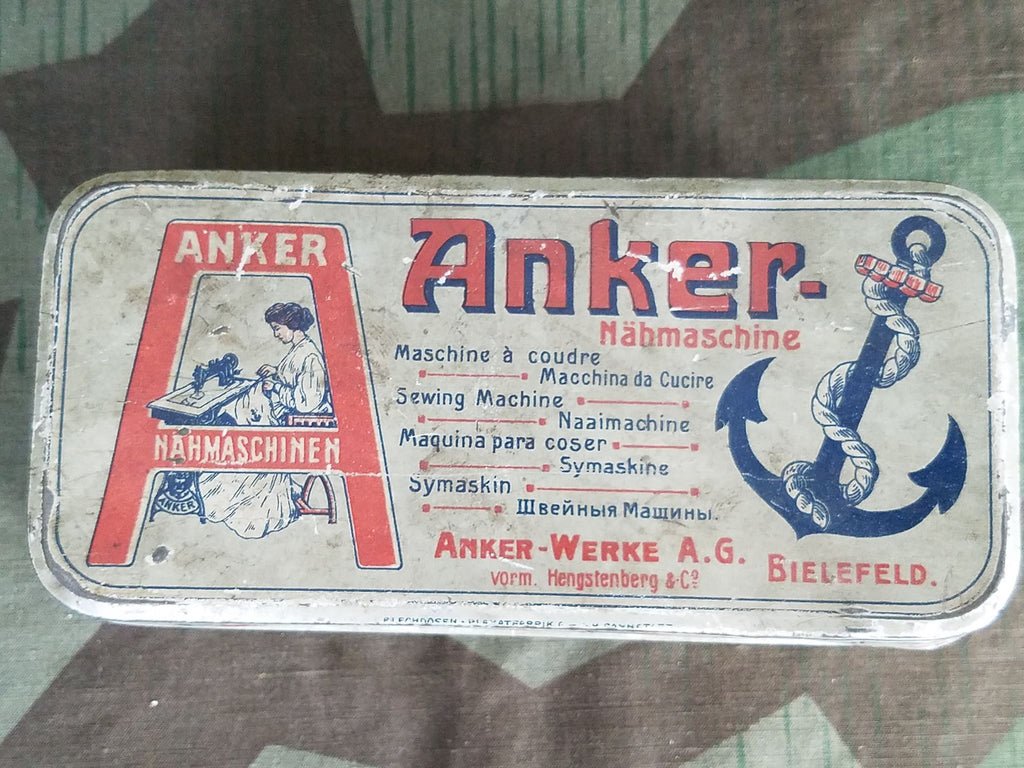 ANKER
NÄHMASCHINEN
ANKER
Anker-
Nähmaschine
Maschine à coudre
Macchina da Cucire
Sewing Machine
Naaimachine
Maquina para coser
Symaskine
Symaskin
Швейныя Машины.
ANKER-WERKE A.G. BIELEFELD.
vorm. Hengstenberg & Co